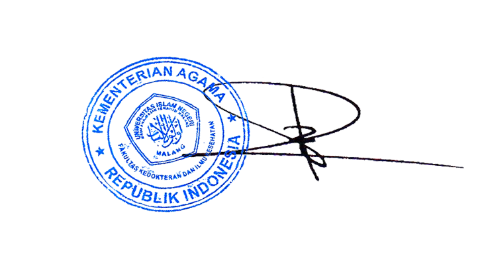 KEMENTERIAN AGAMA
UNIVERSITAS ISLAM NEGERI
MALANG
FAKULTAS KEDOKTERAN DAN ILMU KESEHATAN
REPUBLIK INDONESIA